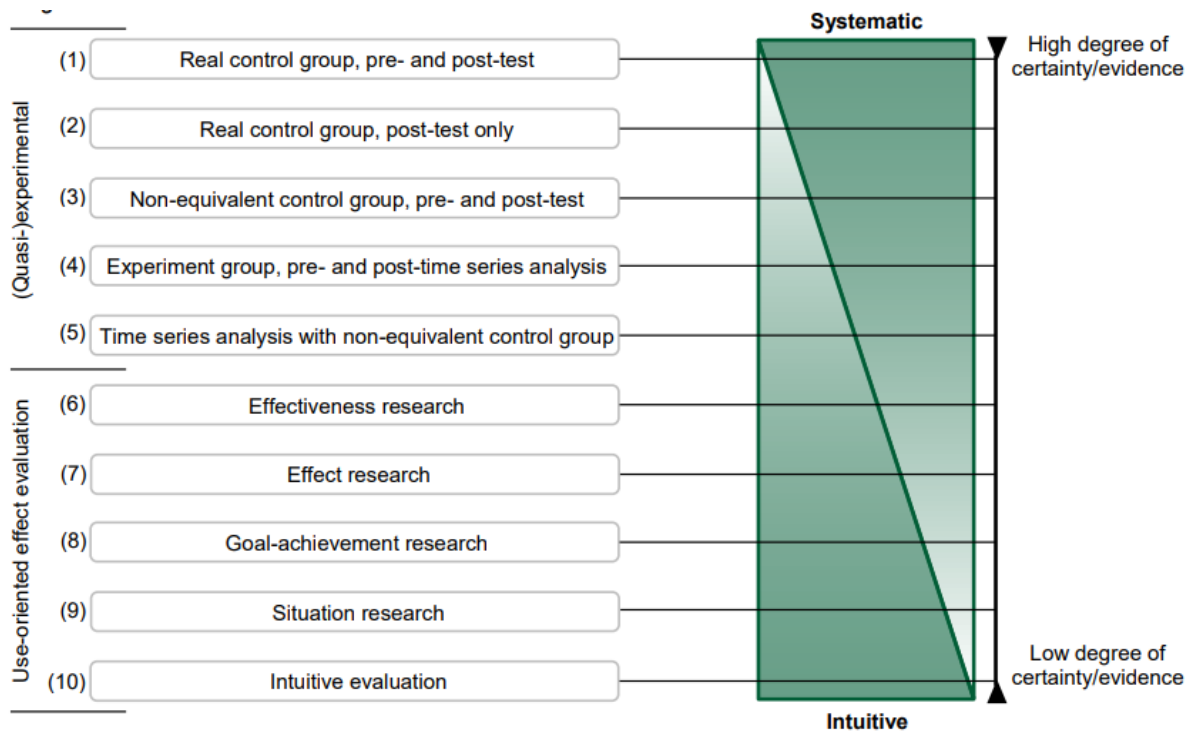 Systematic
High degree of
certainty/evidence
(Quasi-)experimental
(1) Real control group, pre- and post-test
(2) Real control group, post-test only
(3) Non-equivalent control group, pre- and post-test
(4) Experiment group, pre- and post-time series analysis
(5) Time series analysis with non-equivalent control group
Use-oriented effect evaluation
(6) Effectiveness research
(7) Effect research
(8) Goal-achievement research
(9) Situation research
(10) Intuitive evaluation
Low degree of
certainty/evidence
Intuitive